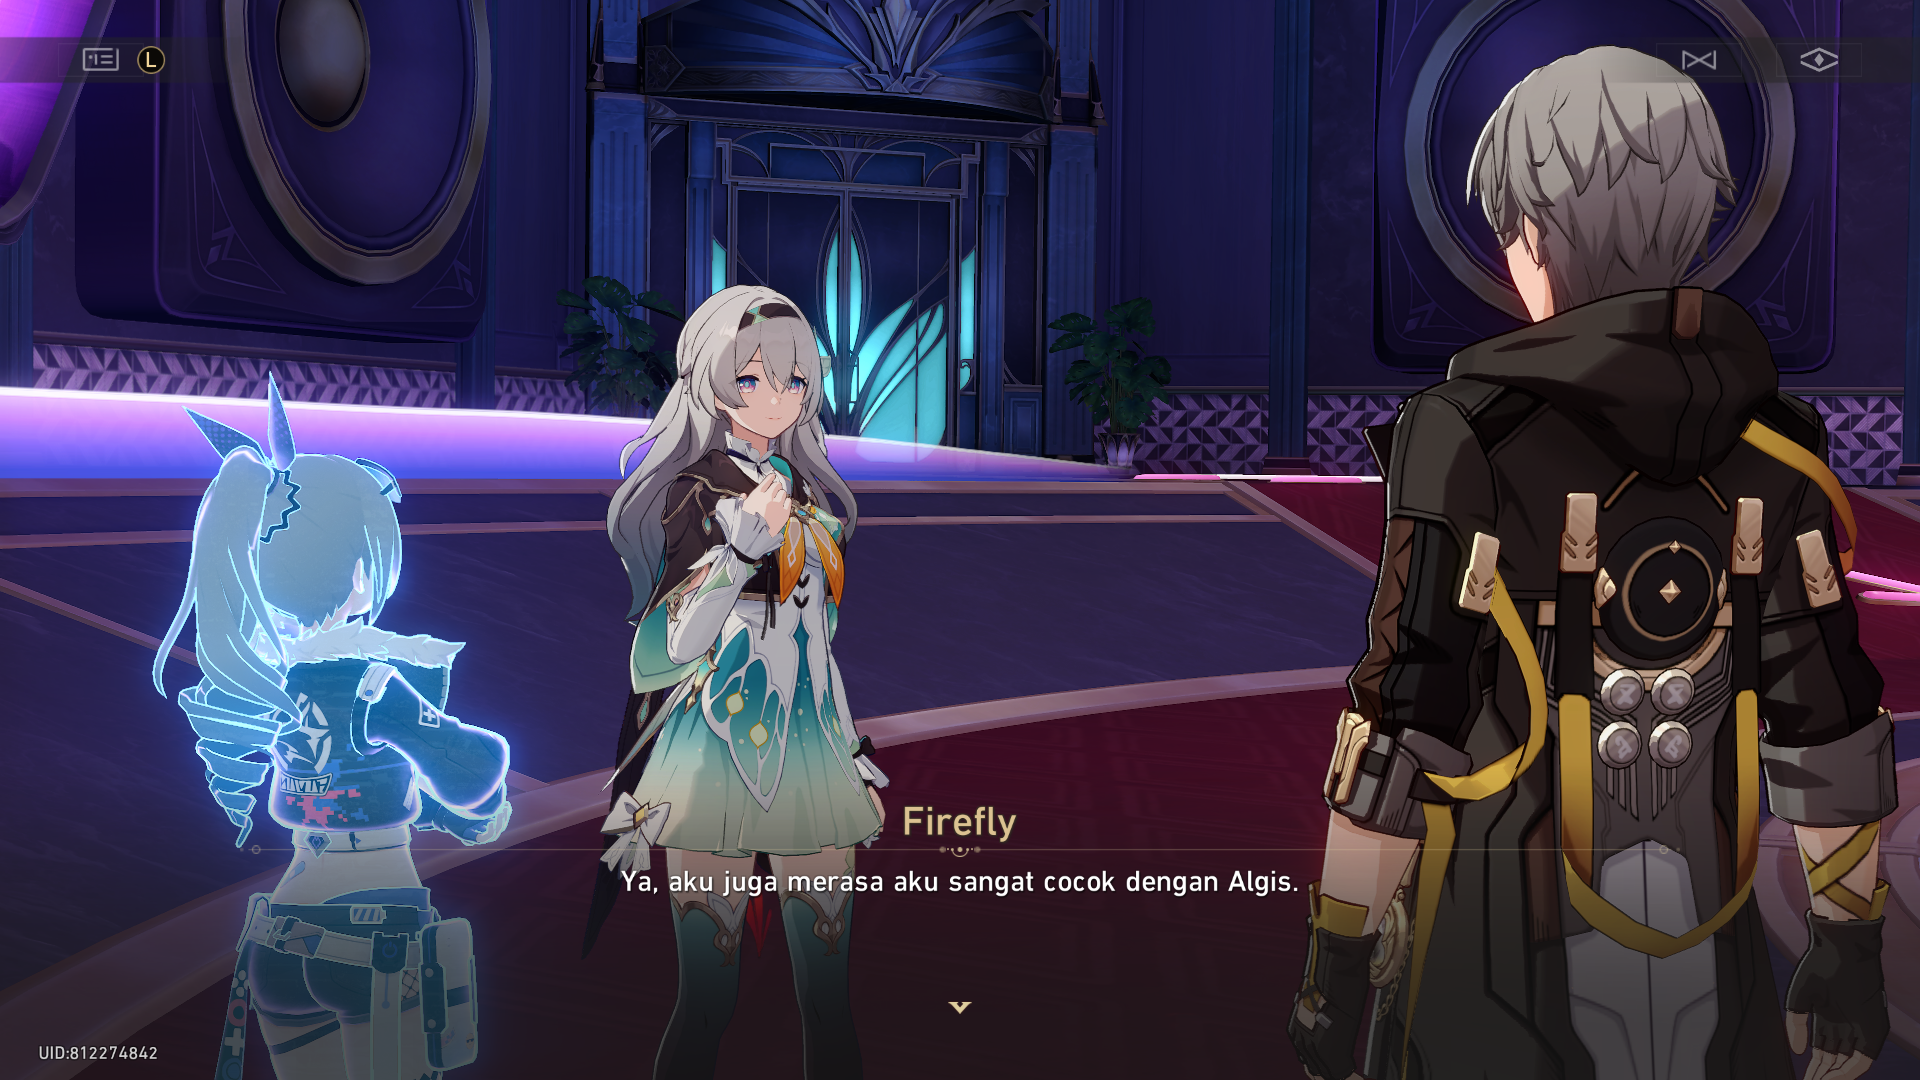 L
Firefly
Ya, aku juga merasa aku sangat cocok dengan Algis.
UID:812274842